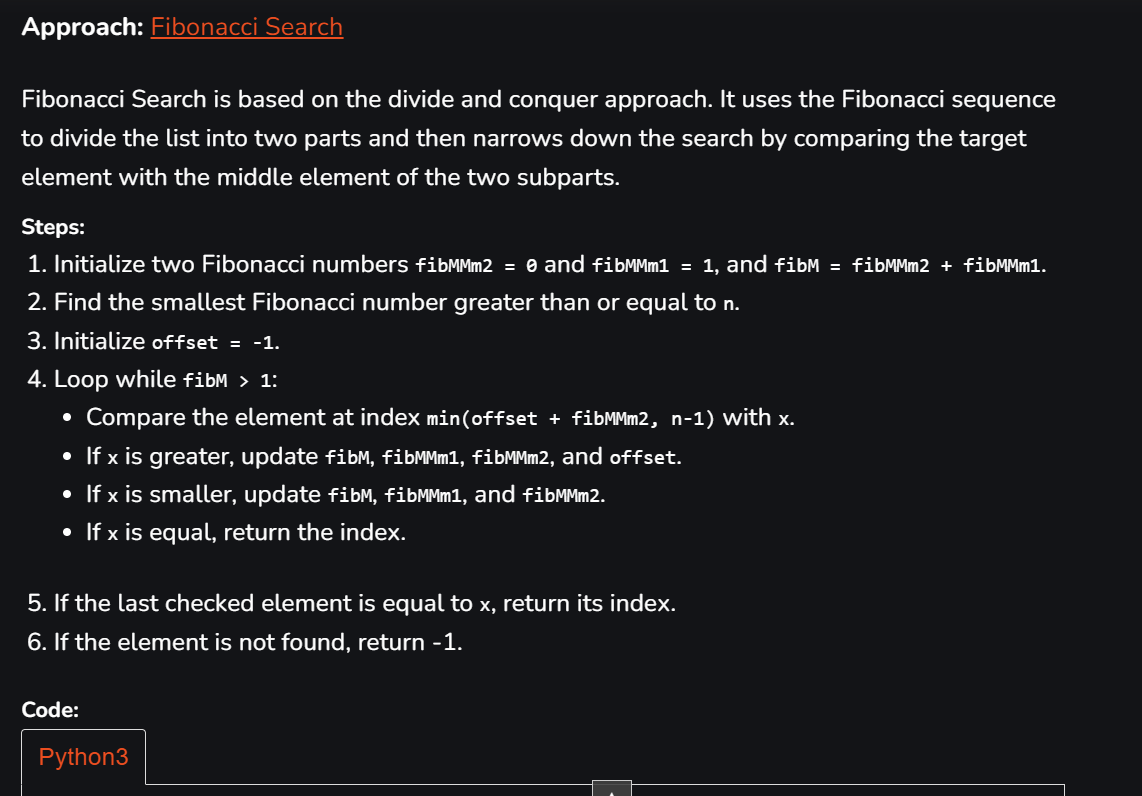 Approach: Fibonacci Search
Fibonacci Search is based on the divide and conquer approach. It uses the Fibonacci sequence
to divide the list into two parts and then narrows down the search by comparing the target
element with the middle element of the two subparts.
Steps:
1. Initialize two Fibonacci numbers fibMMm2 = 0 and fibMMm1 = 1, and fibM = fibMMm2 + fibMMm1.
2. Find the smallest Fibonacci number greater than or equal to n.
3. Initialize offset = -1.
4. Loop while fibM > 1:
• Compare the element at index min(offset + fibMMm2, n-1) with x.
• If x is greater, update fibM, fibMMm1, fibMMm2, and offset.
• If x is smaller, update fibM, fibMMm1, and fibMMm2.
• If x is equal, return the index.
5. If the last checked element is equal to x, return its index.
6. If the element is not found, return -1.
Code:
Python3